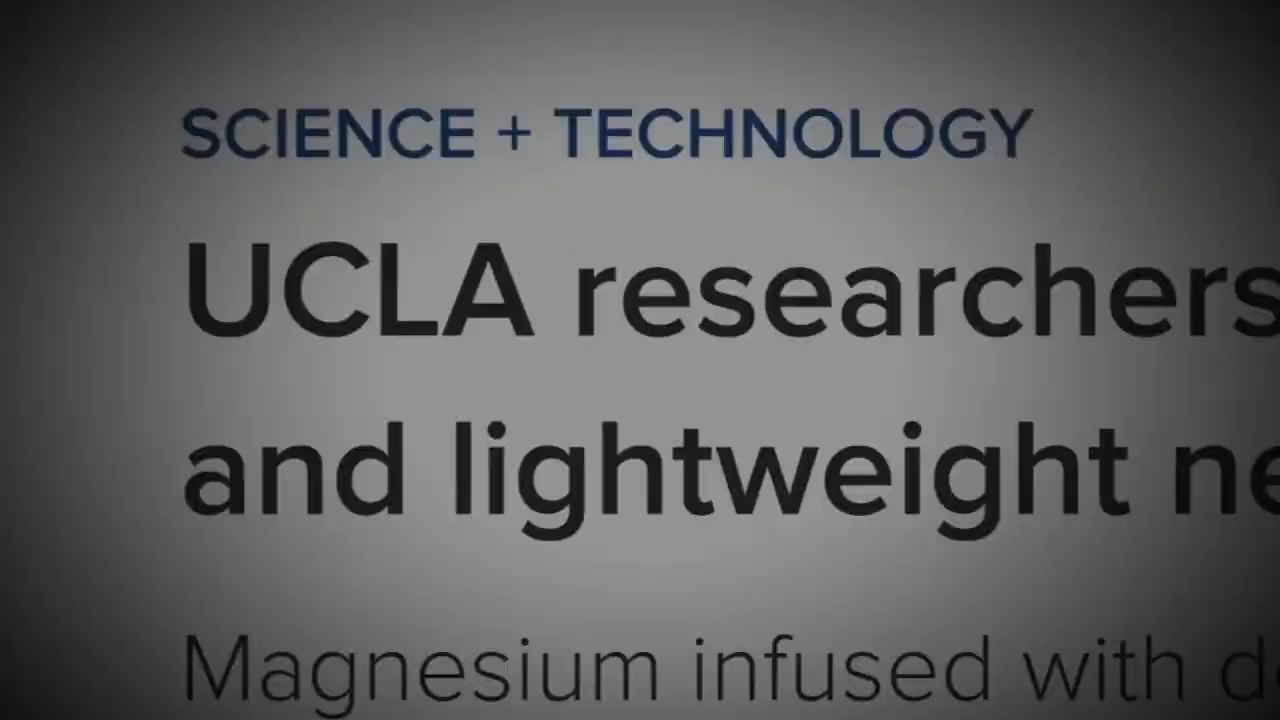 SCIENCE + TECHNOLOGY
UCLA researchers
and lightweight
Magnesium infused with